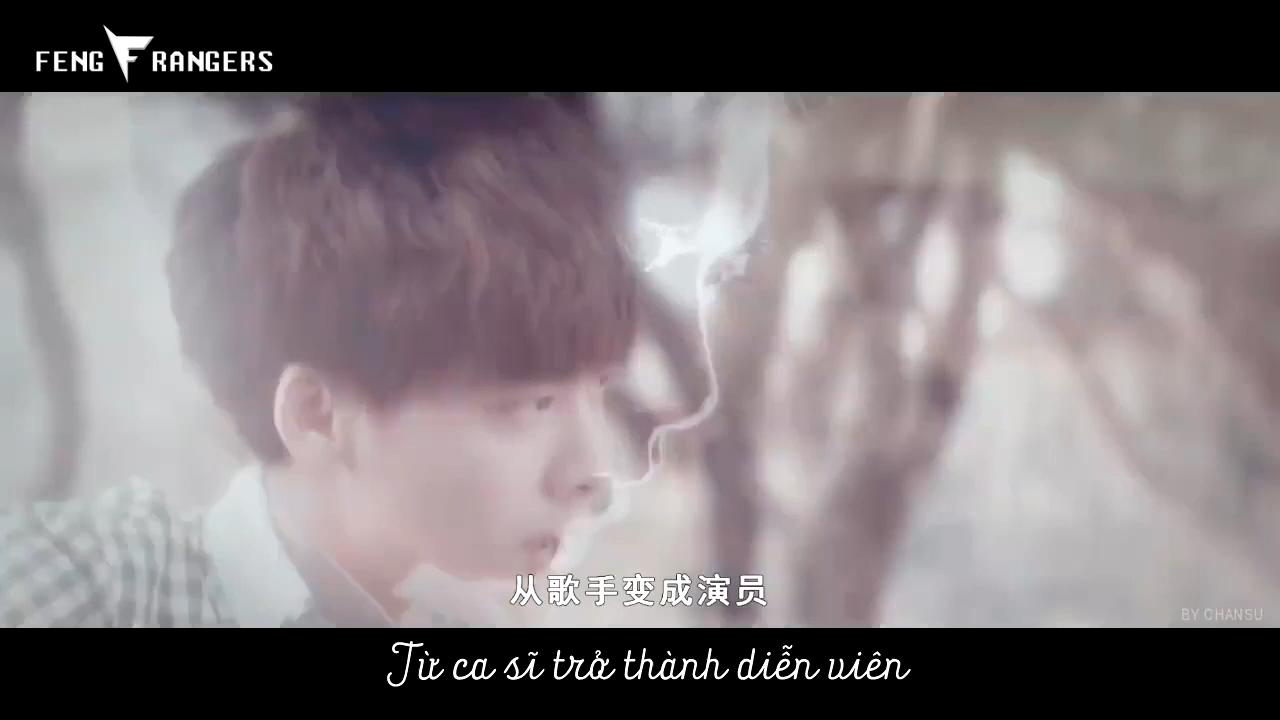 FENG F RANGERS
从歌手变成演员
BY CHANSU
Từ ca sĩ trở thành diễn viên